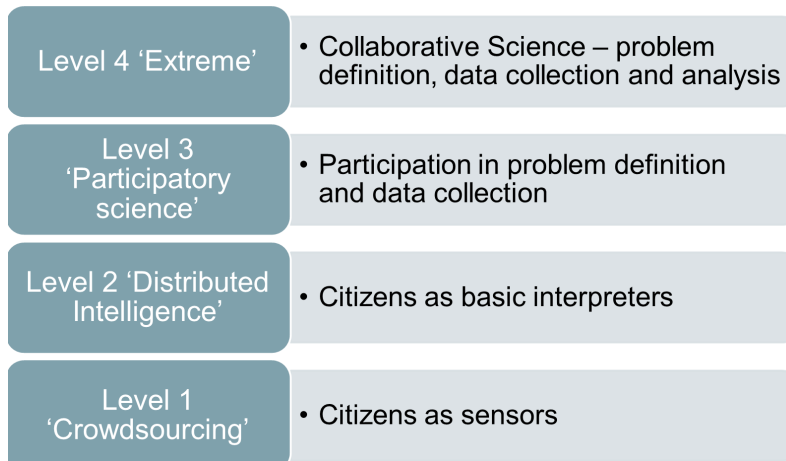 Level 4 ‘Extreme’
• Collaborative Science – problem
definition, data collection and analysis
Level 3
‘Participatory
science’
• Participation in problem definition
and data collection
Level 2 ‘Distributed
Intelligence’
• Citizens as basic interpreters
Level 1
‘Crowdsourcing’
• Citizens as sensors